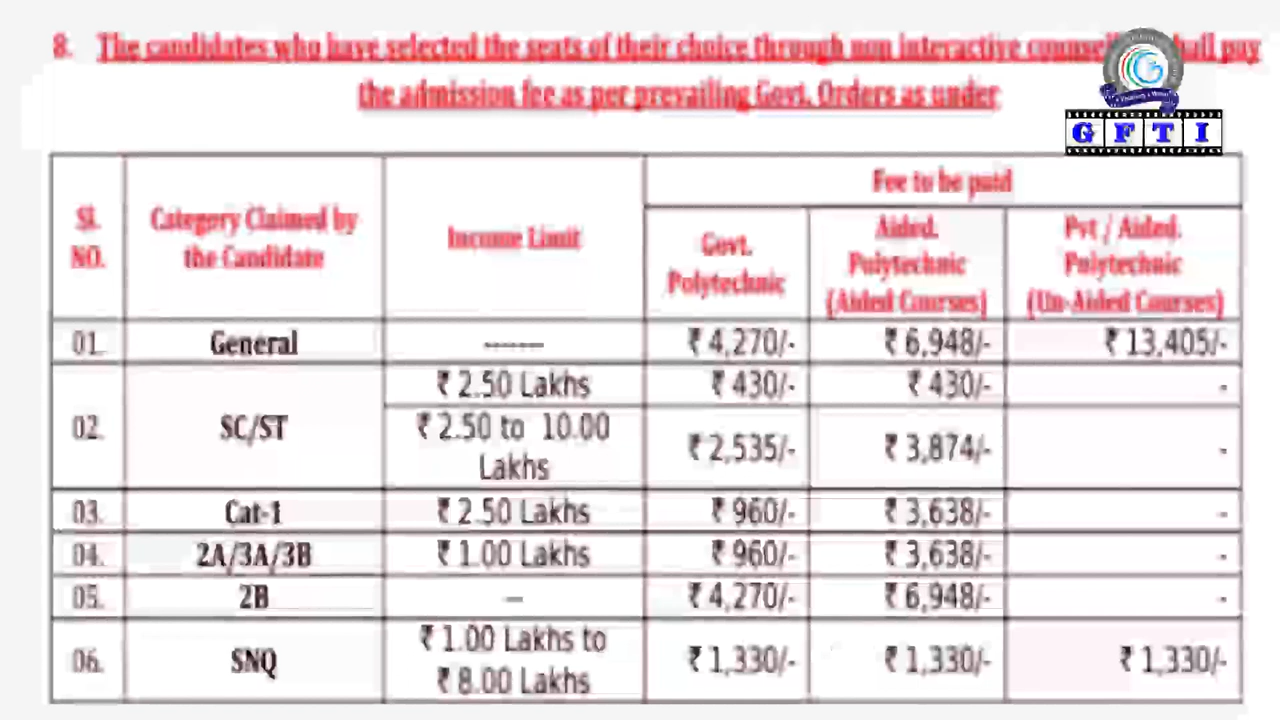 8. The candidates who have selected the seats of their choice through non interactive shall pay
the admission fee as per prevailing Govt. Orders as under
GFTI
Sl. NO. Category Claimed by the Candidate Income Limit Fee to be paid
Govt. Polytechnic Aided. Polytechnic (Aided Courses) Pvt / Aided. Polytechnic (Un-Aided Courses)
01. General ------ ₹ 4,270/- ₹ 6,948/- ₹ 13,405/-
02. SC/ST ₹ 2.50 Lakhs ₹ 430/- ₹ 430/- -
₹ 2.50 to 10.00 Lakhs ₹ 2,535/- ₹ 3,874/- -
03. Cat-1 ₹ 2.50 Lakhs ₹ 960/- ₹ 3,638/- -
04. 2A/3A/3B ₹ 1.00 Lakhs ₹ 960/- ₹ 3,638/- -
05. 2B -- ₹ 4,270/- ₹ 6,948/- -
06. SNQ ₹ 1.00 Lakhs to ₹ 8.00 Lakhs ₹ 1,330/- ₹ 1,330/- ₹ 1,330/-